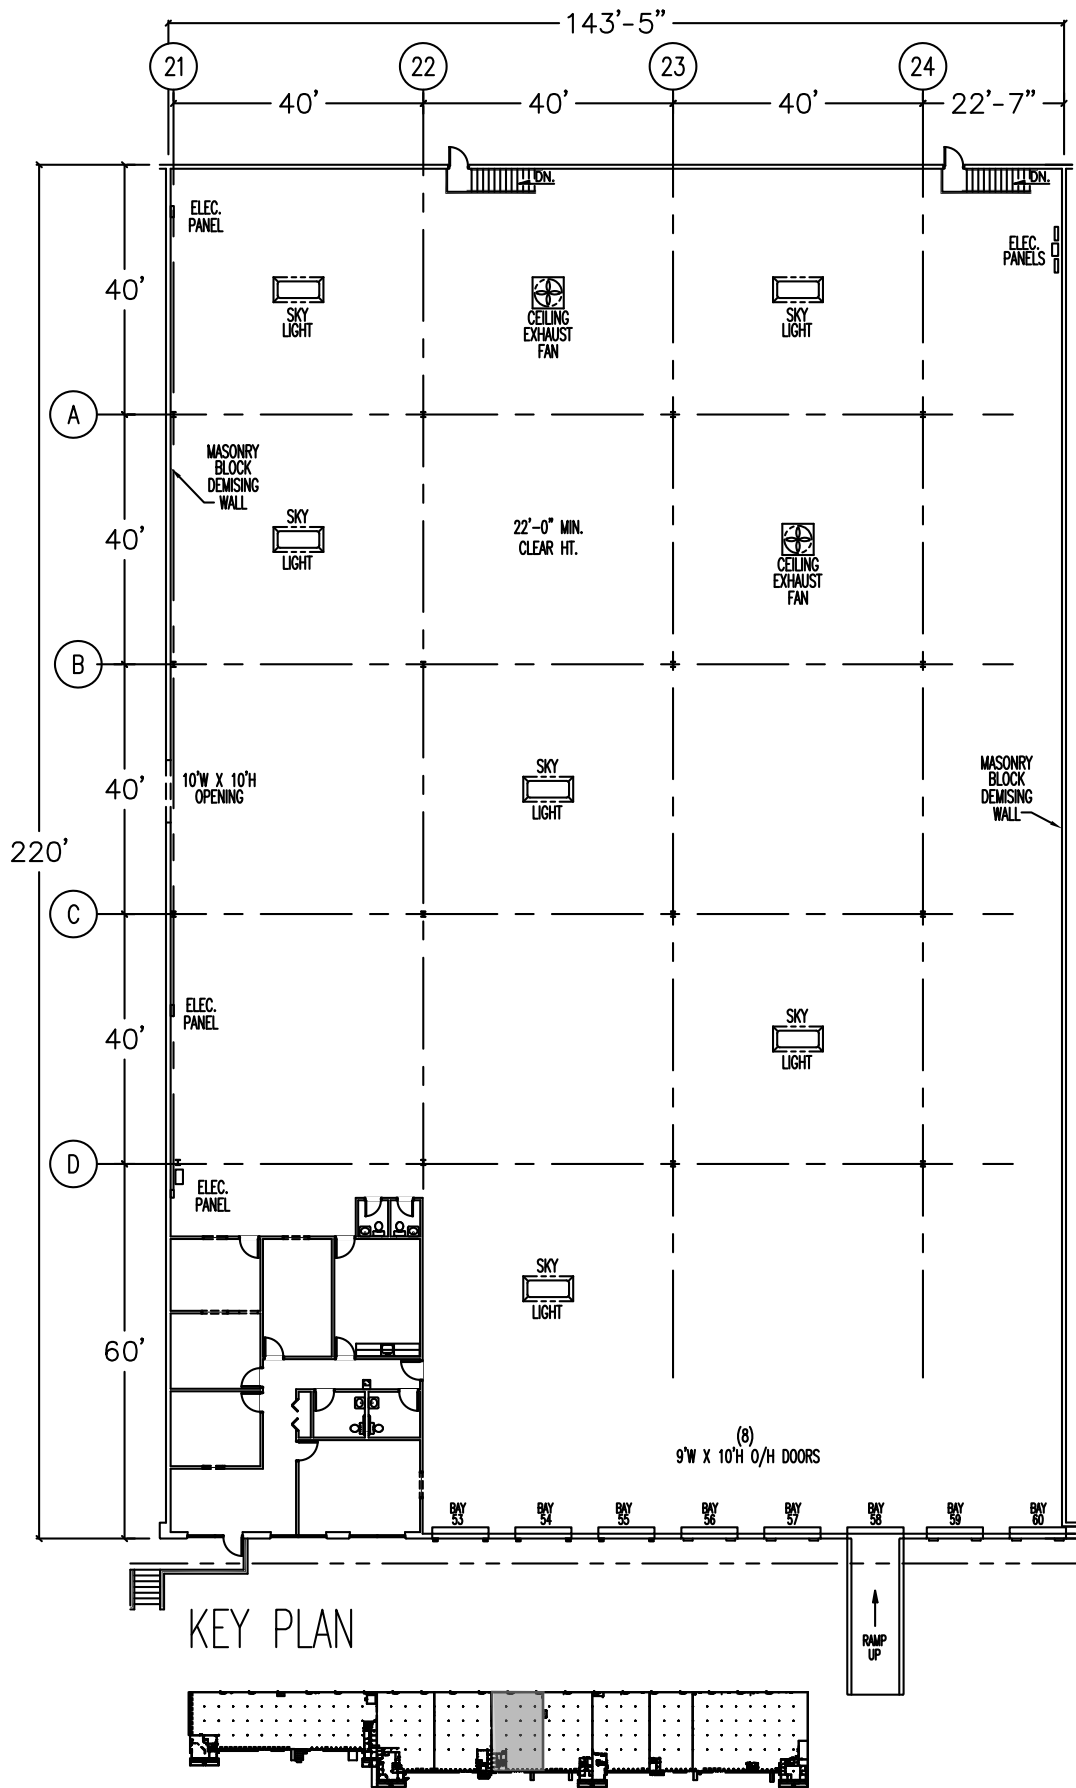 143'-5"
21
22
23
24
40'
40'
40'
22'-7"
DN.
DN.
ELEC.
PANEL
ELEC.
PANELS
40'
SKY
LIGHT
CEILING
EXHAUST
FAN
SKY
LIGHT
A
MASONRY
BLOCK
DEMISING
WALL
40'
SKY
LIGHT
22'-0" MIN.
CLEAR HT.
CEILING
EXHAUST
FAN
B
40'
10'W X 10'H
OPENING
SKY
LIGHT
MASONRY
BLOCK
DEMISING
WALL
220'
C
ELEC.
PANEL
40'
SKY
LIGHT
D
ELEC.
PANEL
SKY
LIGHT
60'
(8)
9'W X 10'H O/H DOORS
BAY
53
BAY
54
BAY
55
BAY
56
BAY
57
BAY
58
BAY
59
BAY
60
RAMP
UP
KEY PLAN